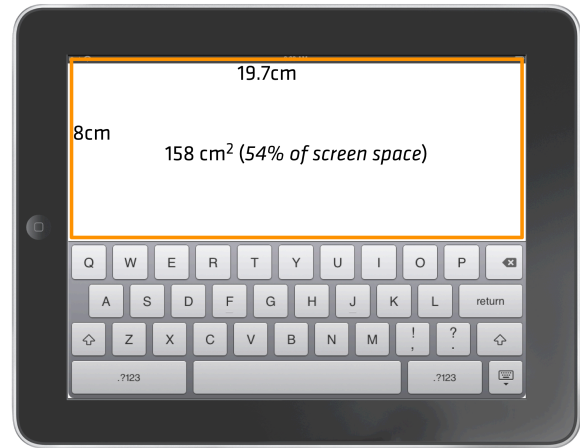 19.7cm
8cm
158 cm² (54% of screen space)
Q W E R T Y U I O P
A S D F G H J K L return
Z X C V B N M ! , ? .
.?123 .?123